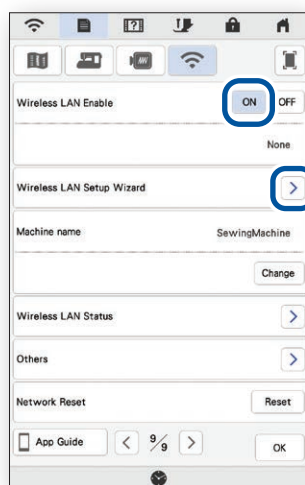 Wireless LAN Enable ON OFF
None
Wireless LAN Setup Wizard
Machine name SewingMachine
Change
Wireless LAN Status
Others
Network Reset Reset
App Guide 9/9 OK